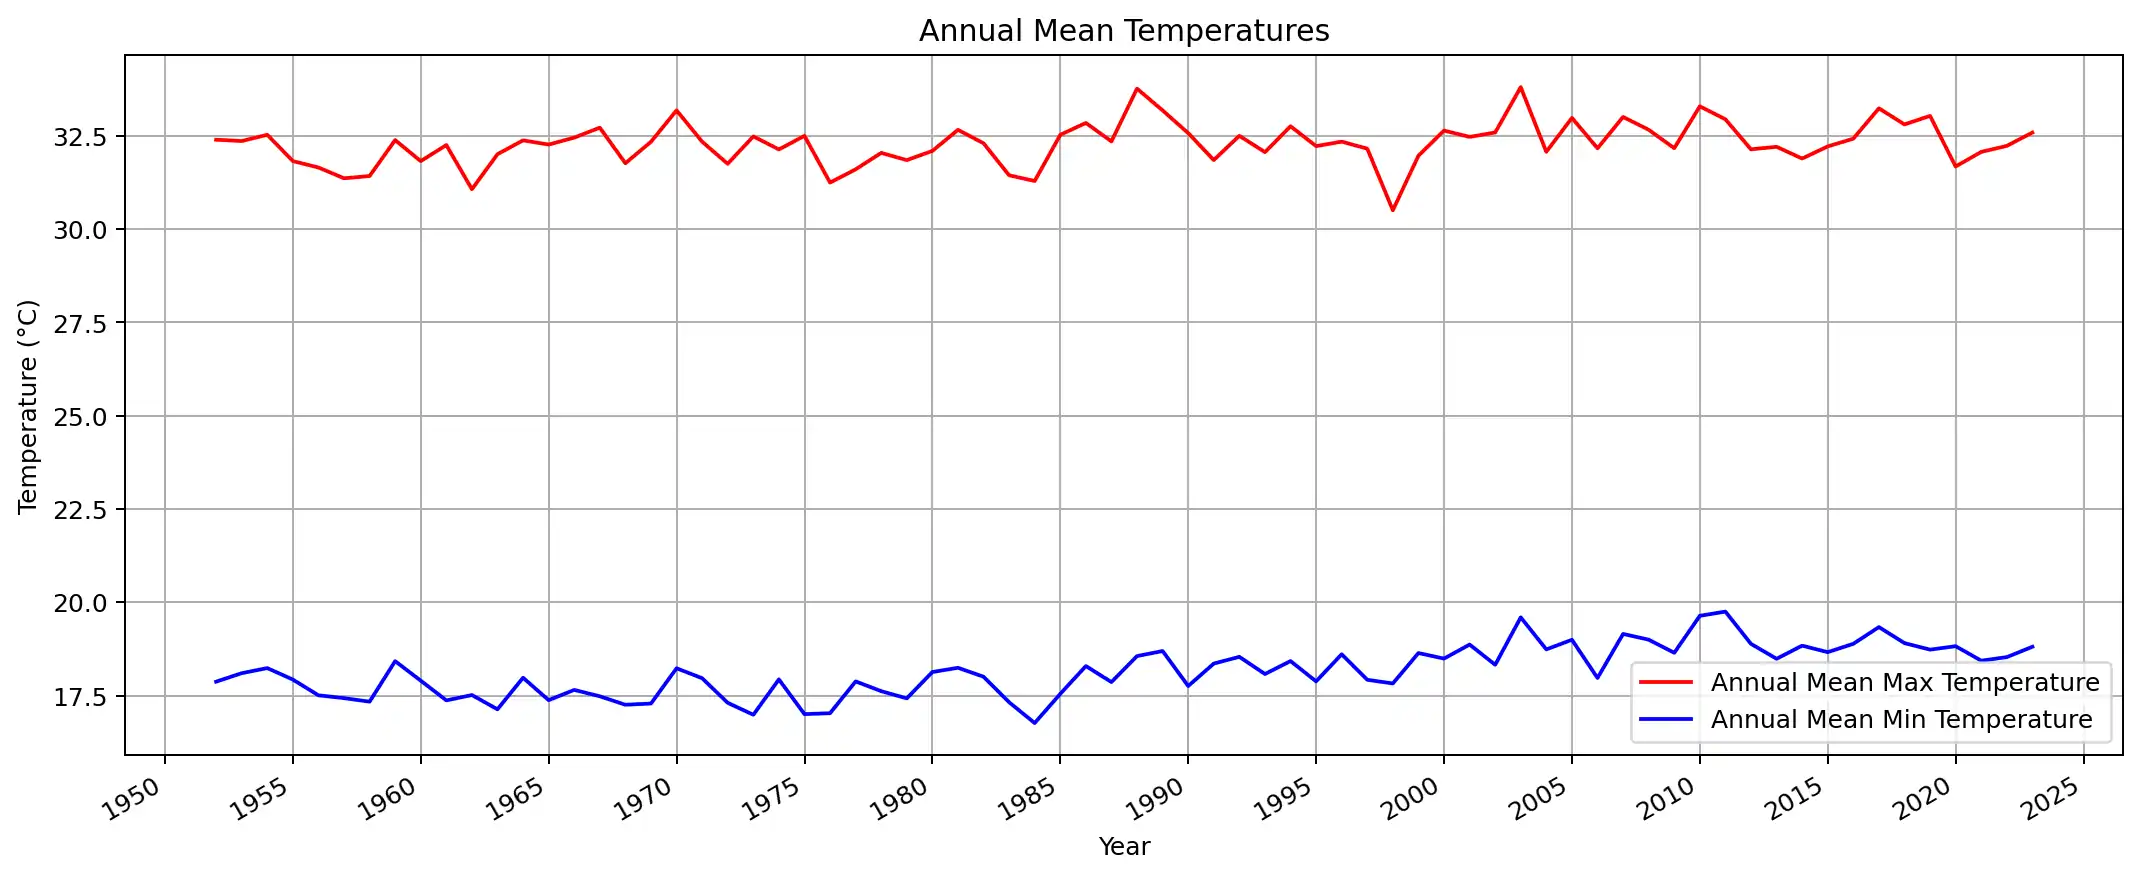 Annual Mean Temperatures
Temperature (°C)
32.5
30.0
27.5
25.0
22.5
20.0
17.5
Annual Mean Max Temperature
Annual Mean Min Temperature
1950 1955 1960 1965 1970 1975 1980 1985 1990 1995 2000 2005 2010 2015 2020 2025
Year